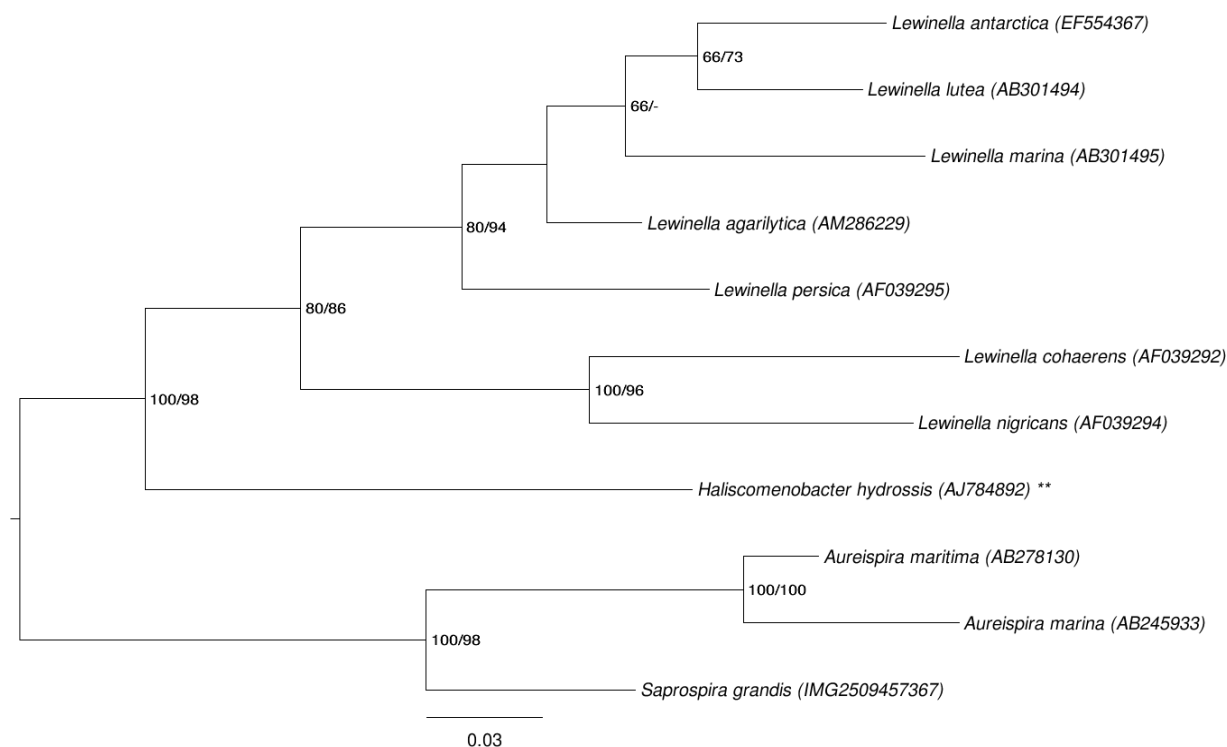 Lewinella antarctica (EF554367)
66/73
Lewinella lutea (AB301494)
66/-
Lewinella marina (AB301495)
Lewinella agarilytica (AM286229)
80/94
Lewinella persica (AF039295)
80/86
Lewinella cohaerens (AF039292)
100/96
100/98
Lewinella nigricans (AF039294)
Haliscomenobacter hydrossis (AJ784892) **
Aureispira maritima (AB278130)
100/100
Aureispira marina (AB245933)
100/98
Saprospira grandis (IMG2509457367)
0.03